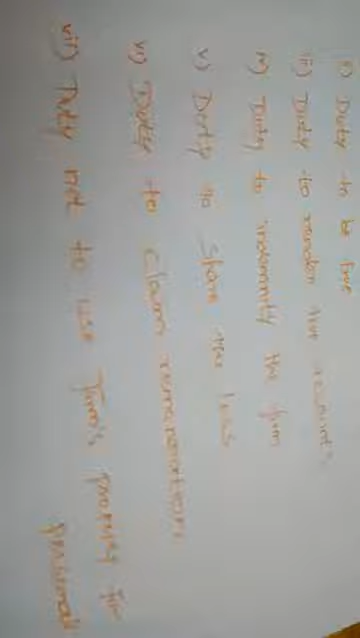 ii) Duty to be true
iii) Duty to render true accounts
iv) Duty to indemnify the firm
v) Duty to share the loss
vi) Duty to claim remuneration
vii) Duty not to use firm's property for
personal